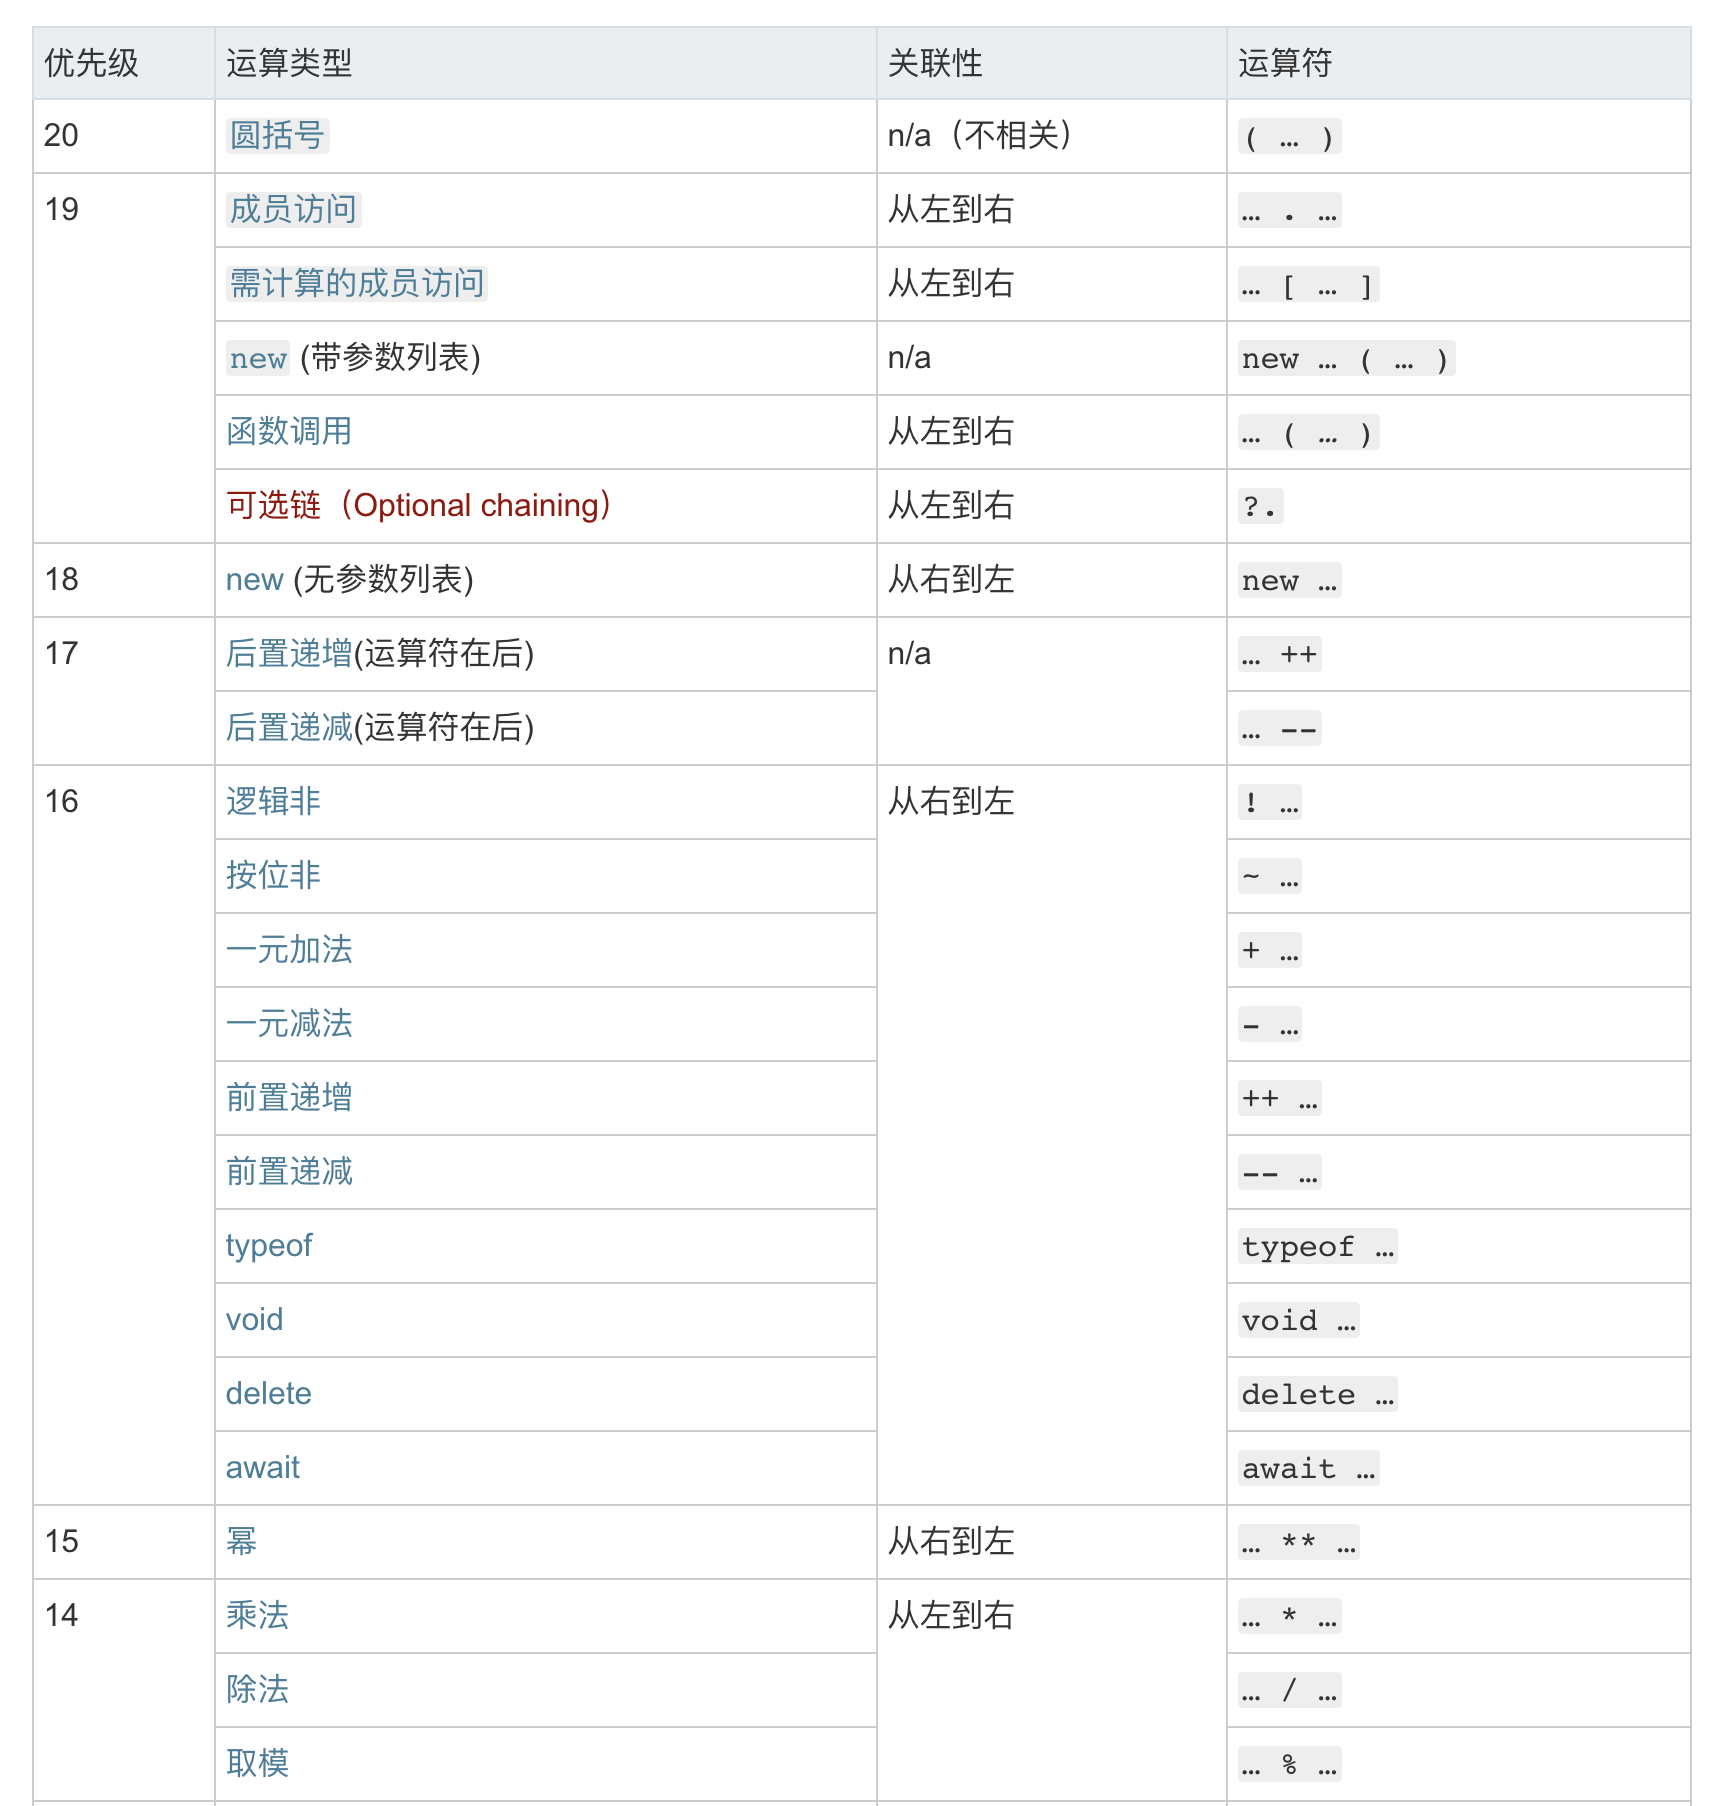 优先级 运算类型 关联性 运算符
20 圆括号 n/a（不相关） ( … )
19 成员访问 从左到右 … . …
需计算的成员访问 从左到右 … [ … ]
new (带参数列表) n/a new … ( … )
函数调用 从左到右 … ( … )
可选链（Optional chaining） 从左到右 ?.
18 new (无参数列表) 从右到左 new …
17 后置递增(运算符在后) n/a … ++
后置递减(运算符在后) … --
16 逻辑非 从右到左 ! …
按位非 ~ …
一元加法 + …
一元减法 - …
前置递增 ++ …
前置递减 -- …
typeof typeof …
void void …
delete delete …
await await …
15 幂 从右到左 … ** …
14 乘法 从左到右 … * …
除法 … / …
取模 … % …